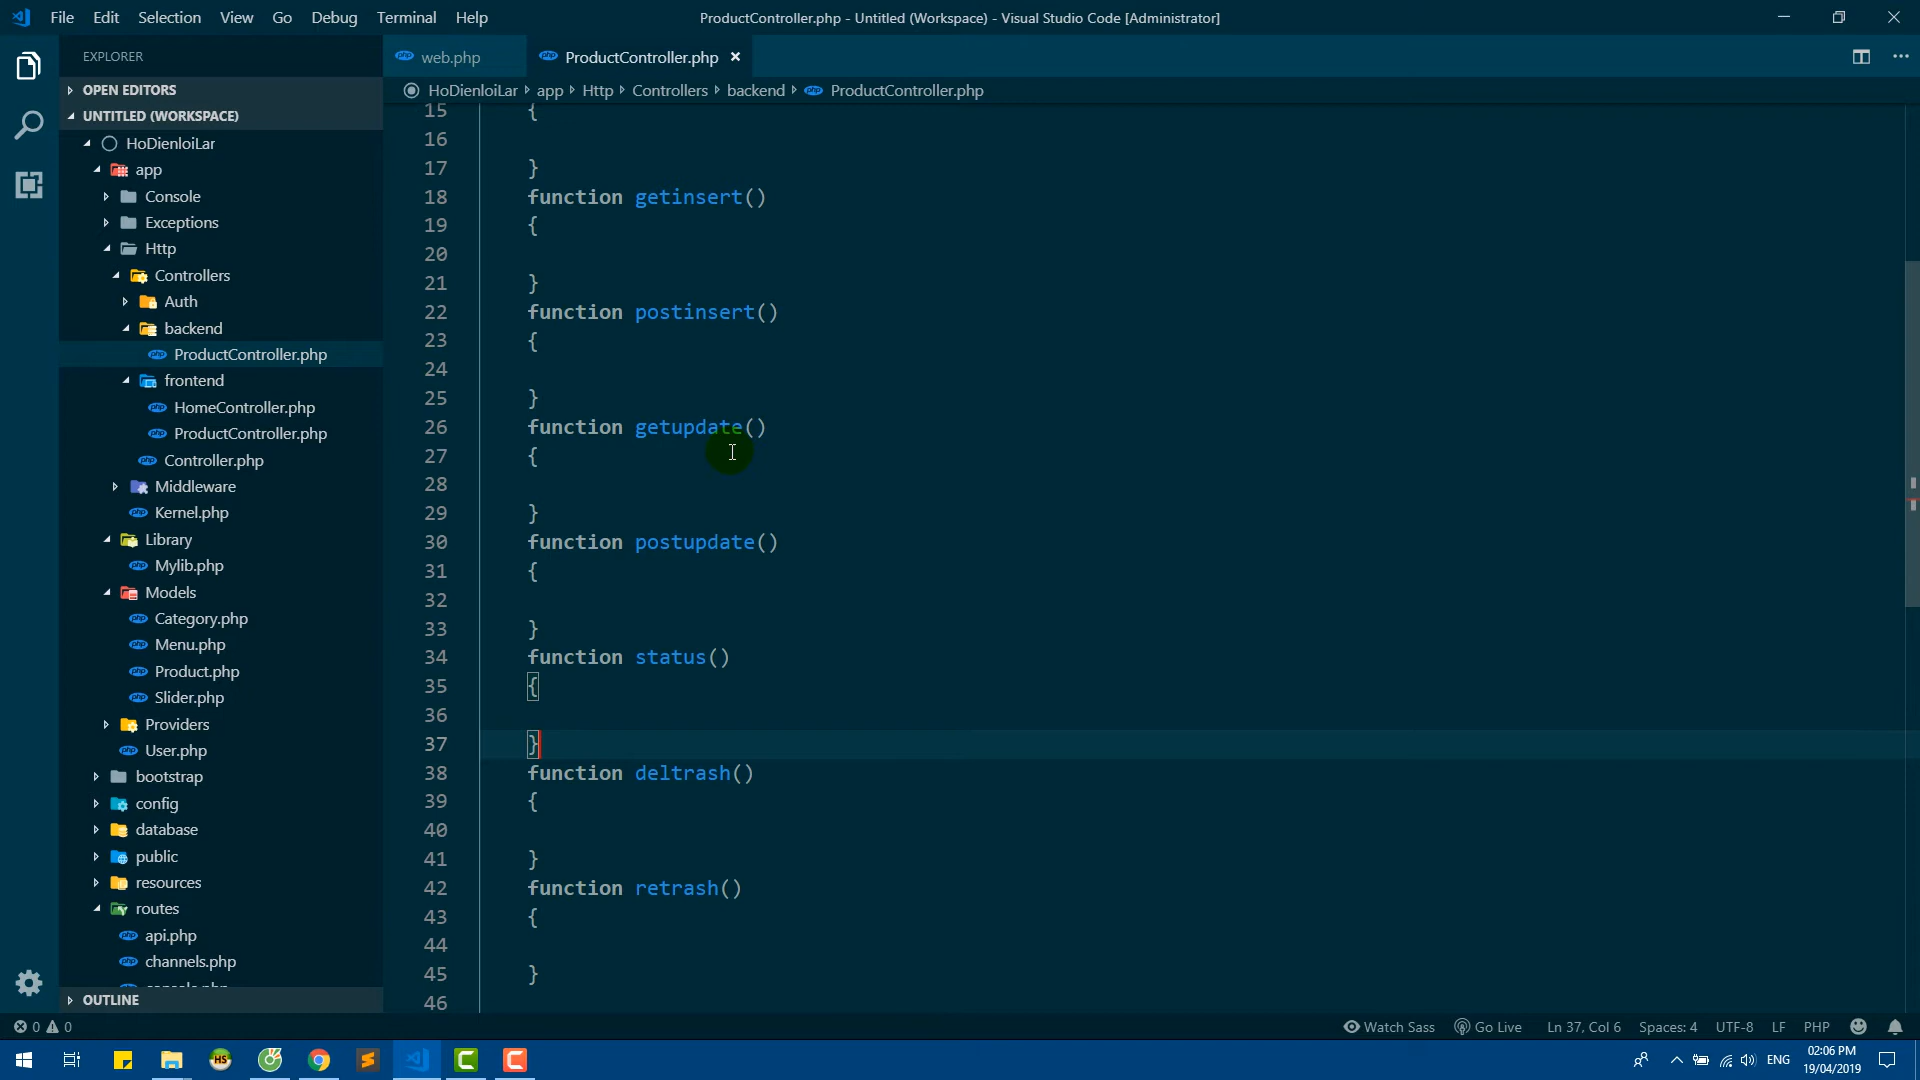 File Edit Selection View Go Debug Terminal Help
ProductController.php - Untitled (Workspace) - Visual Studio Code [Administrator]
EXPLORER
web.php
ProductController.php
OPEN EDITORS
HoDienloiLar app Http Controllers backend ProductController.php
UNTITLED (WORKSPACE)
HoDienloiLar
app
Console
Exceptions
Http
Controllers
Auth
backend
ProductController.php
frontend
HomeController.php
ProductController.php
Controller.php
Middleware
Kernel.php
Library
Mylib.php
Models
Category.php
Menu.php
Product.php
Slider.php
Providers
User.php
bootstrap
config
database
public
resources
routes
api.php
channels.php
console.php
OUTLINE
15 {
16
17 }
18 function getinsert()
19 {
20
21 }
22 function postinsert()
23 {
24
25 }
26 function getupdate()
27 {
28
29 }
30 function postupdate()
31 {
32
33 }
34 function status()
35 {
36
37 }
38 function deltrash()
39 {
40
41 }
42 function retrash()
43 {
44
45 }
46
0 0
Watch Sass Go Live Ln 37, Col 6 Spaces: 4 UTF-8 LF PHP
ENG
02:06 PM
19/04/2019